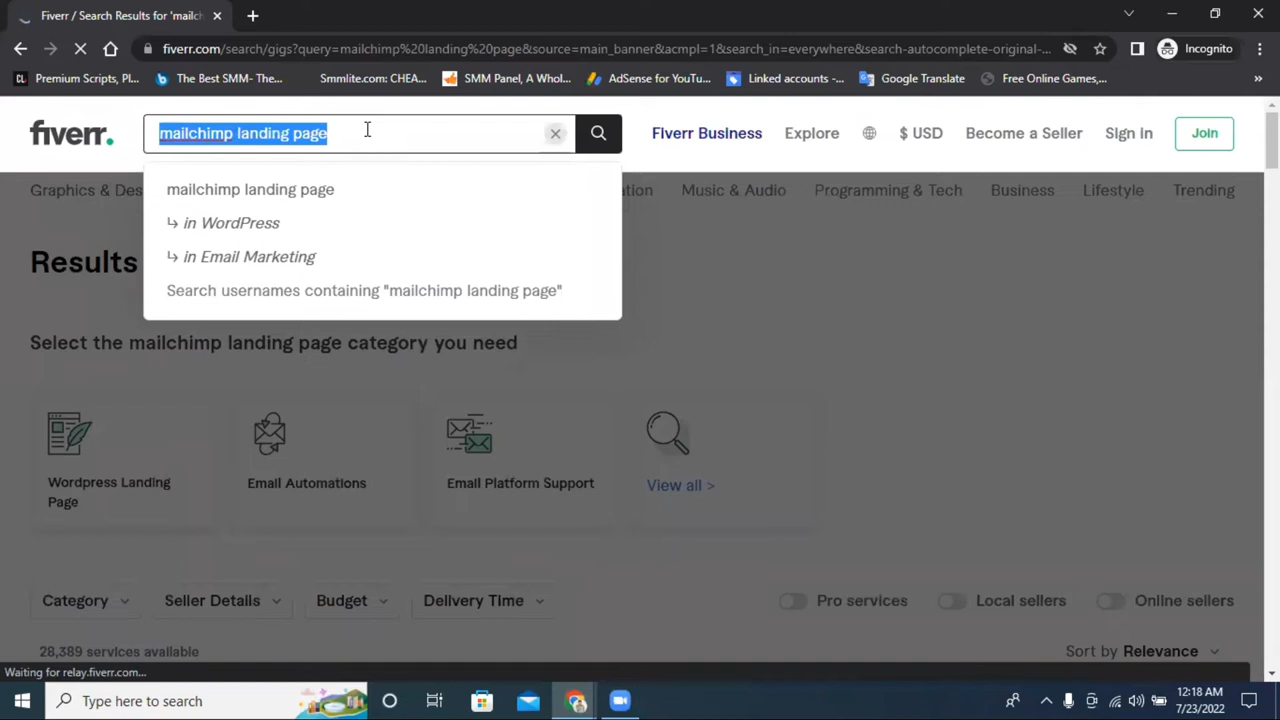 Fiverr / Search Results for 'mailch
fiverr.com/search/gigs?query=mailchimp%20landing%20page&source=main_banner&acmpl=1&search_in=everywhere&search-autocomplete-original-...
Incognito
Premium Scripts, Pl...
The Best SMM- The...
Smmlite.com: CHEA...
SMM Panel, A Whol...
AdSense for YouTu...
Linked accounts -...
Google Translate
Free Online Games,...
fiverr.
mailchimp landing page
Fiverr Business
Explore
$ USD
Become a Seller
Sign In
Join
mailchimp landing page
↳ in WordPress
↳ in Email Marketing
Search usernames containing "mailchimp landing page"
Graphics & Des
ation
Music & Audio
Programming & Tech
Business
Lifestyle
Trending
Results
Select the mailchimp landing page category you need
Wordpress Landing
Page
Email Automations
Email Platform Support
View all >
Category
Seller Details
Budget
Delivery Time
Pro services
Local sellers
Online sellers
28,389 services available
Sort by Relevance
Waiting for relay.fiverr.com...
Type here to search
12:18 AM
7/23/2022